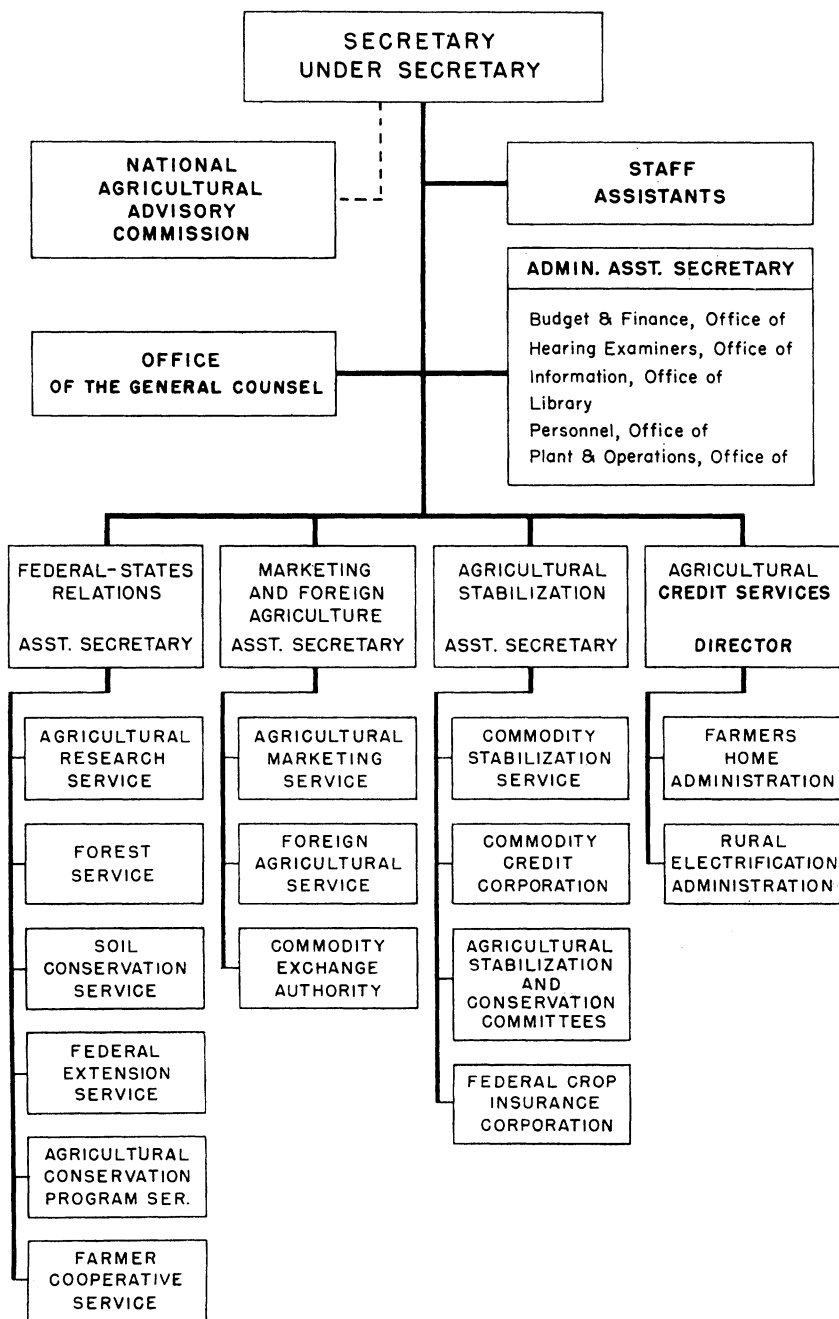 SECRETARY
UNDER SECRETARY
NATIONAL
AGRICULTURAL
ADVISORY
COMMISSION
STAFF
ASSISTANTS
ADMIN. ASST. SECRETARY
Budget & Finance, Office of
Hearing Examiners, Office of
Information, Office of
Library
Personnel, Office of
Plant & Operations, Office of
OFFICE
OF THE GENERAL COUNSEL
FEDERAL-STATES
RELATIONS
ASST. SECRETARY
AGRICULTURAL
RESEARCH
SERVICE
FOREST
SERVICE
SOIL
CONSERVATION
SERVICE
FEDERAL
EXTENSION
SERVICE
AGRICULTURAL
CONSERVATION
PROGRAM SER.
FARMER
COOPERATIVE
SERVICE
MARKETING
AND FOREIGN
AGRICULTURE
ASST. SECRETARY
AGRICULTURAL
MARKETING
SERVICE
FOREIGN
AGRICULTURAL
SERVICE
COMMODITY
EXCHANGE
AUTHORITY
AGRICULTURAL
STABILIZATION
ASST. SECRETARY
COMMODITY
STABILIZATION
SERVICE
COMMODITY
CREDIT
CORPORATION
AGRICULTURAL
STABILIZATION
AND
CONSERVATION
COMMITTEES
FEDERAL CROP
INSURANCE
CORPORATION
AGRICULTURAL
CREDIT SERVICES
DIRECTOR
FARMERS
HOME
ADMINISTRATION
RURAL
ELECTRIFICATION
ADMINISTRATION